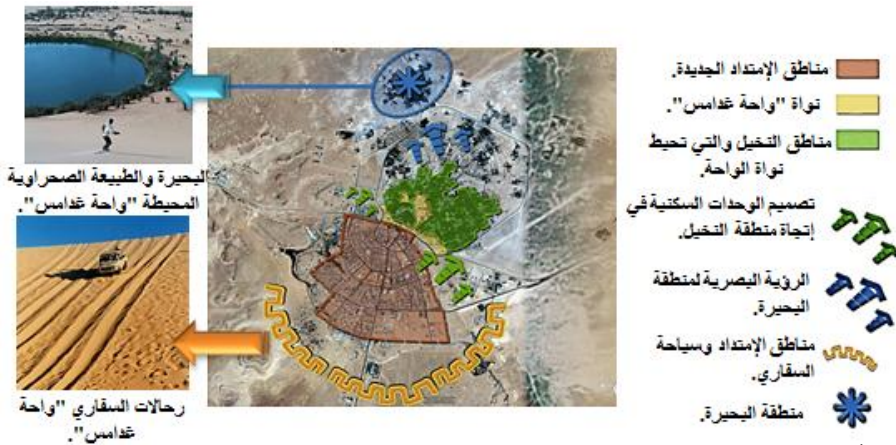 مناطق الإمتداد الجديدة.
نواة "واحة غدامس".
مناطق النخيل والتي تحيط
نواة الواحة.
تصميم الوحدات السكنية في
إتجاة منطقة النخيل.
الرؤية البصرية لمنطقة
البحيرة.
مناطق الإمتداد وسياحة
السفاري.
منطقة البحيرة.
البحيرة والطبيعة الصحراوية
المحيطة "واحة غدامس".
رحالات السفاري "واحة
غدامس".